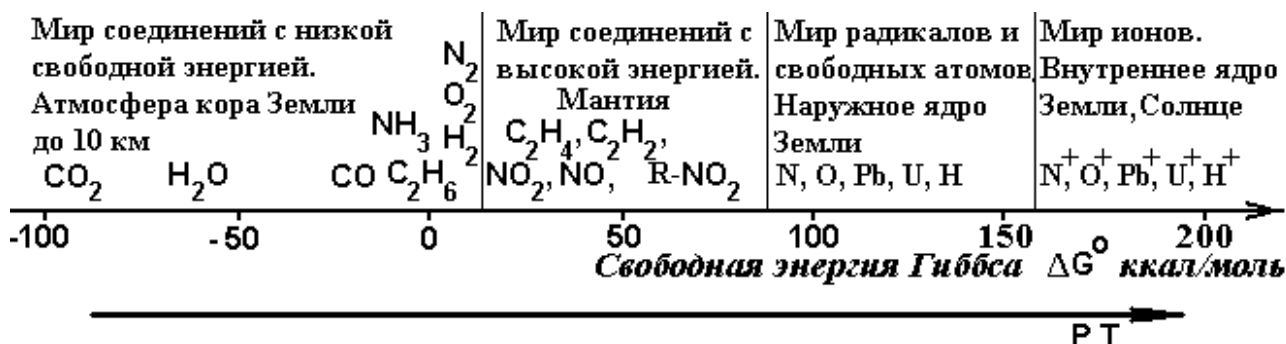 Мир соединений с низкой
свободной энергией.
Атмосфера кора Земли
до 10 км
N₂
O₂
NH₃ H₂
CO₂ H₂O CO C₂H₆
Мир соединений с
высокой энергией.
Мантия
C₂H₄, C₂H₂,
NO₂, NO, R-NO₂
Мир радикалов и
свободных атомов
Наружное ядро
Земли
N, O, Pb, U, H
Мир ионов.
Внутреннее ядро
Земли, Солнце
N⁺, O⁺, Pb⁺, U⁺, H⁺
-100 -50 0 50 100 150 200
Свободная энергия Гиббса ΔG° ккал/моль
P T